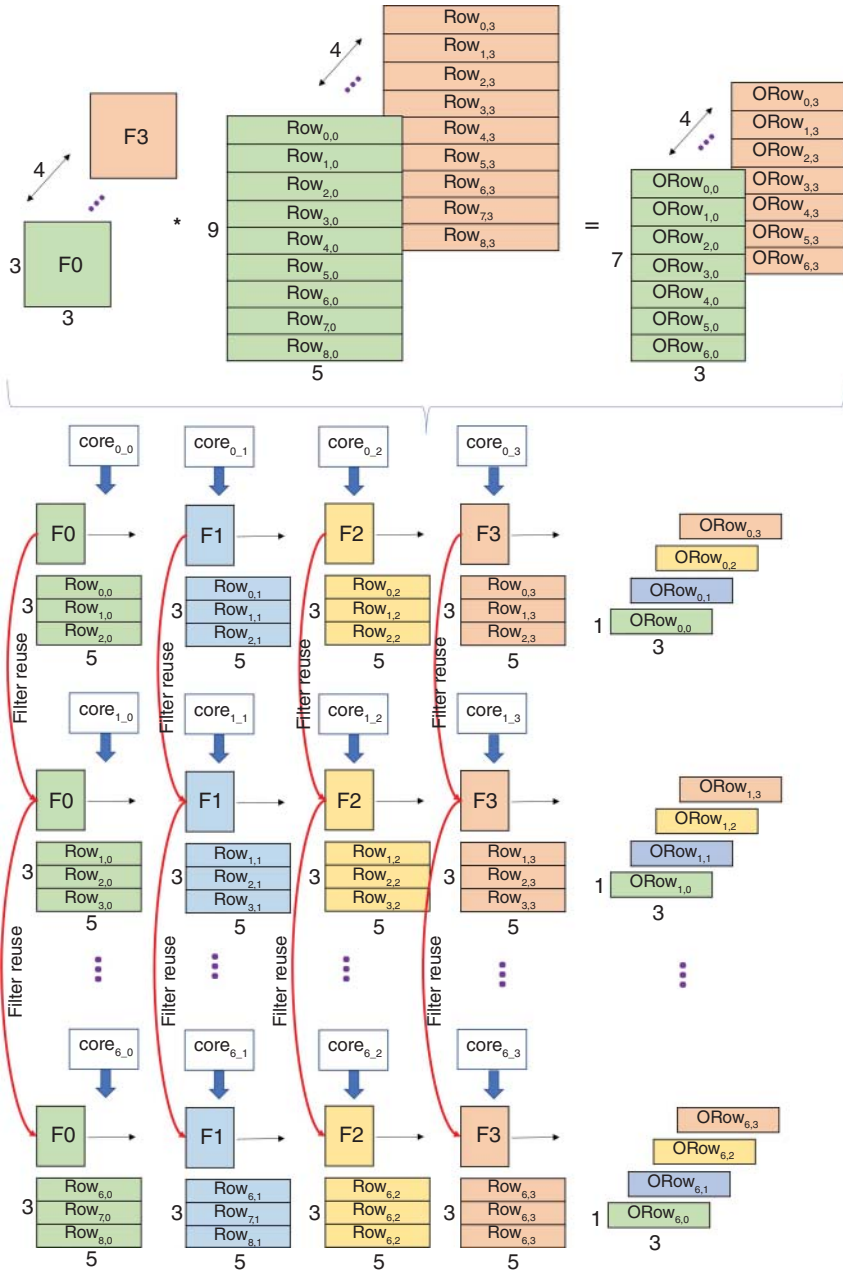 4
F3
4
F0
3
3
*
9
Row0,3
Row1,3
Row2,3
Row3,3
Row4,3
Row5,3
Row6,3
Row7,3
Row8,3
Row0,0
Row1,0
Row2,0
Row3,0
Row4,0
Row5,0
Row6,0
Row7,0
Row8,0
5
=
4
ORow0,3
ORow1,3
ORow2,3
ORow3,3
ORow4,3
ORow5,3
ORow6,3
7
ORow0,0
ORow1,0
ORow2,0
ORow3,0
ORow4,0
ORow5,0
ORow6,0
3
core0_0
core0_1
core0_2
core0_3
F0
F1
F2
F3
3
Row0,0
Row1,0
Row2,0
5
3
Row0,1
Row1,1
Row2,1
5
3
Row0,2
Row1,2
Row2,2
5
3
Row0,3
Row1,3
Row2,3
5
ORow0,3
ORow0,2
ORow0,1
1
ORow0,0
3
Filter reuse
Filter reuse
Filter reuse
Filter reuse
core1_0
core1_1
core1_2
core1_3
F0
F1
F2
F3
3
Row1,0
Row2,0
Row3,0
5
3
Row1,1
Row2,1
Row3,1
5
3
Row1,2
Row2,2
Row3,2
5
3
Row1,3
Row2,3
Row3,3
5
ORow1,3
ORow1,2
ORow1,1
1
ORow1,0
3
Filter reuse
Filter reuse
Filter reuse
Filter reuse
core6_0
core6_1
core6_2
core6_3
F0
F1
F2
F3
3
Row6,0
Row7,0
Row8,0
5
3
Row6,1
Row7,1
Row8,1
5
3
Row6,2
Row6,2
Row6,2
5
3
Row6,3
Row6,3
Row6,3
5
ORow6,3
ORow6,2
ORow6,1
1
ORow6,0
3